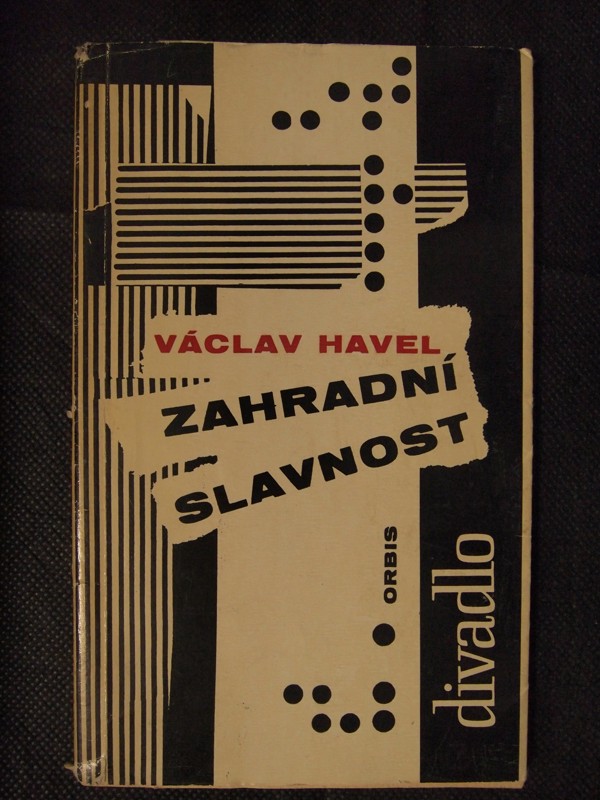 VÁCLAV HAVEL
ZAHRADNÍ
SLAVNOST
ORBIS
divadlo